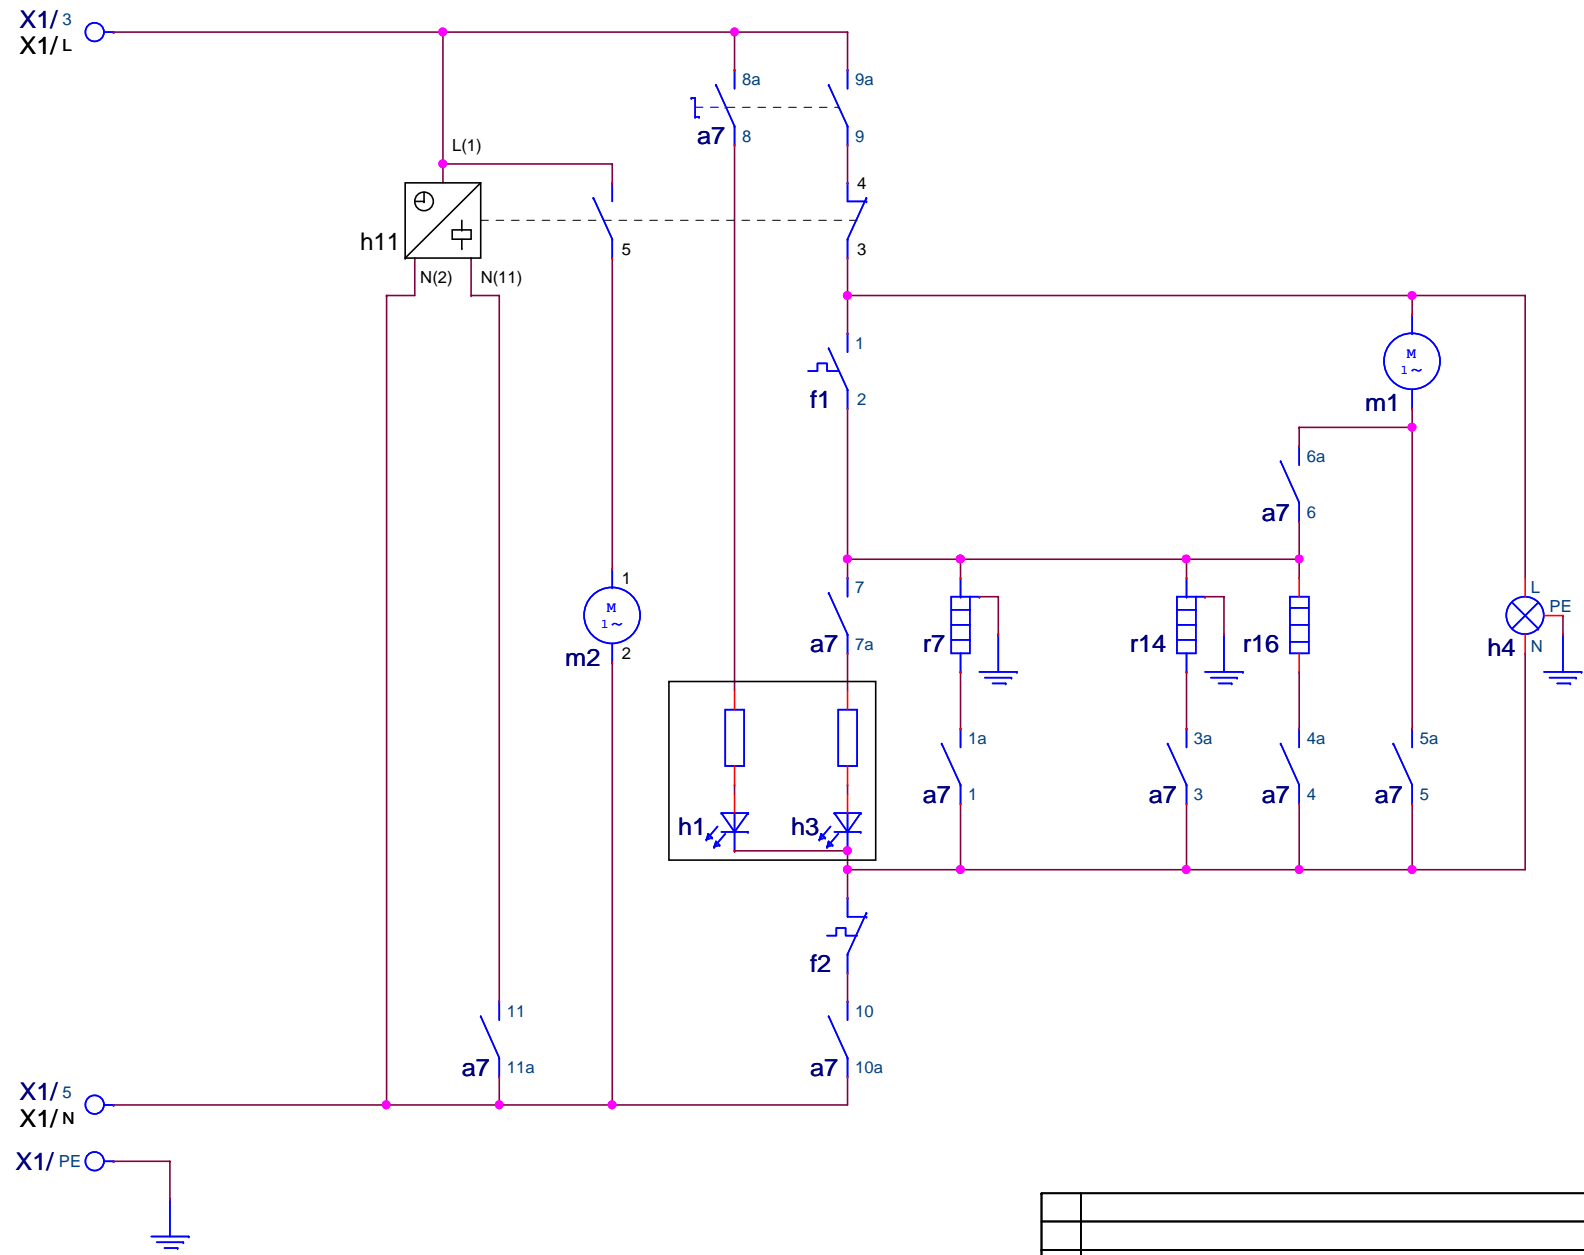 X1/ 3
X1/ L
8a
9a
a7
8
9
L(1)
4
h11
5
3
N(2)
N(11)
1
M
1~
f1
2
m1
6a
a7
6
1
7
L
M
1~
PE
m2
2
a7
7a
r7
r14
r16
h4
N
1a
3a
4a
5a
a7
1
a7
3
a7
4
a7
5
h1
h3
f2
11
10
a7
11a
a7
10a
X1/ 5
X1/ N
X1/ PE